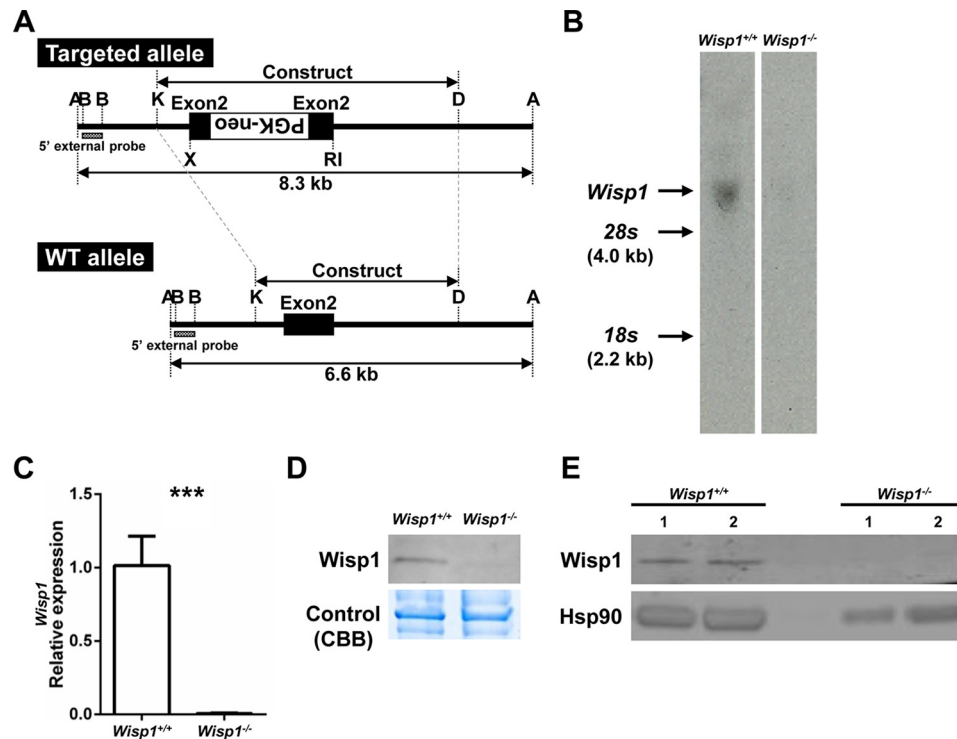 A
Targeted allele
Construct
A B B K Exon2 Exon2 D A
PGK-neo
5' external probe
X RI
8.3 kb
WT allele
Construct
A B B K Exon2 D A
5' external probe
6.6 kb
B
Wisp1+/+ Wisp1-/-
Wisp1
28s
(4.0 kb)
18s
(2.2 kb)
C
***
Wisp1
Relative expression
1.5
1.0
0.5
0.0
Wisp1+/+ Wisp1-/-
D
Wisp1+/+ Wisp1-/-
Wisp1
Control
(CBB)
E
Wisp1+/+ Wisp1-/-
1 2 1 2
Wisp1
Hsp90